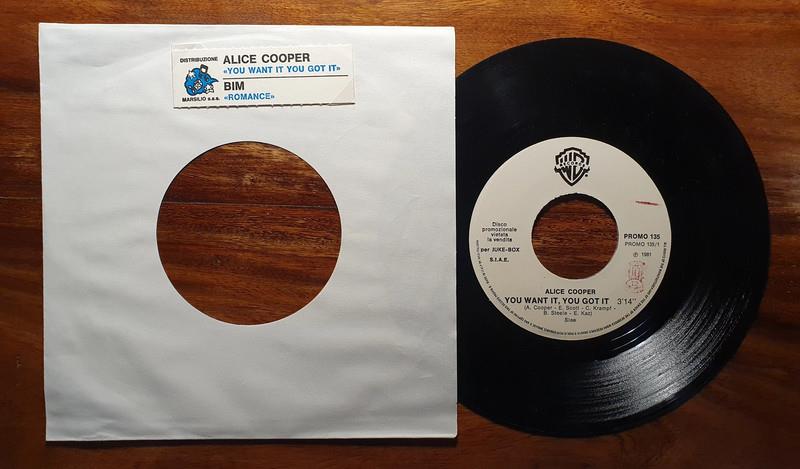 DISTRIBUZIONE
MARSILIO s.a.s.
ALICE COOPER
«YOU WANT IT YOU GOT IT»
BIM
«ROMANCE»
WB
RECORDS
Disco
promozionale
vietata
la vendita
per JUKE-BOX
S.I.A.E.
PROMO 135
PROMO 135/1
℗ 1981
ALICE COOPER
YOU WANT IT, YOU GOT IT 3'14"
(A. Cooper - E. Scott - C. Krampf -
B. Steele - E. Kaz)
Siae